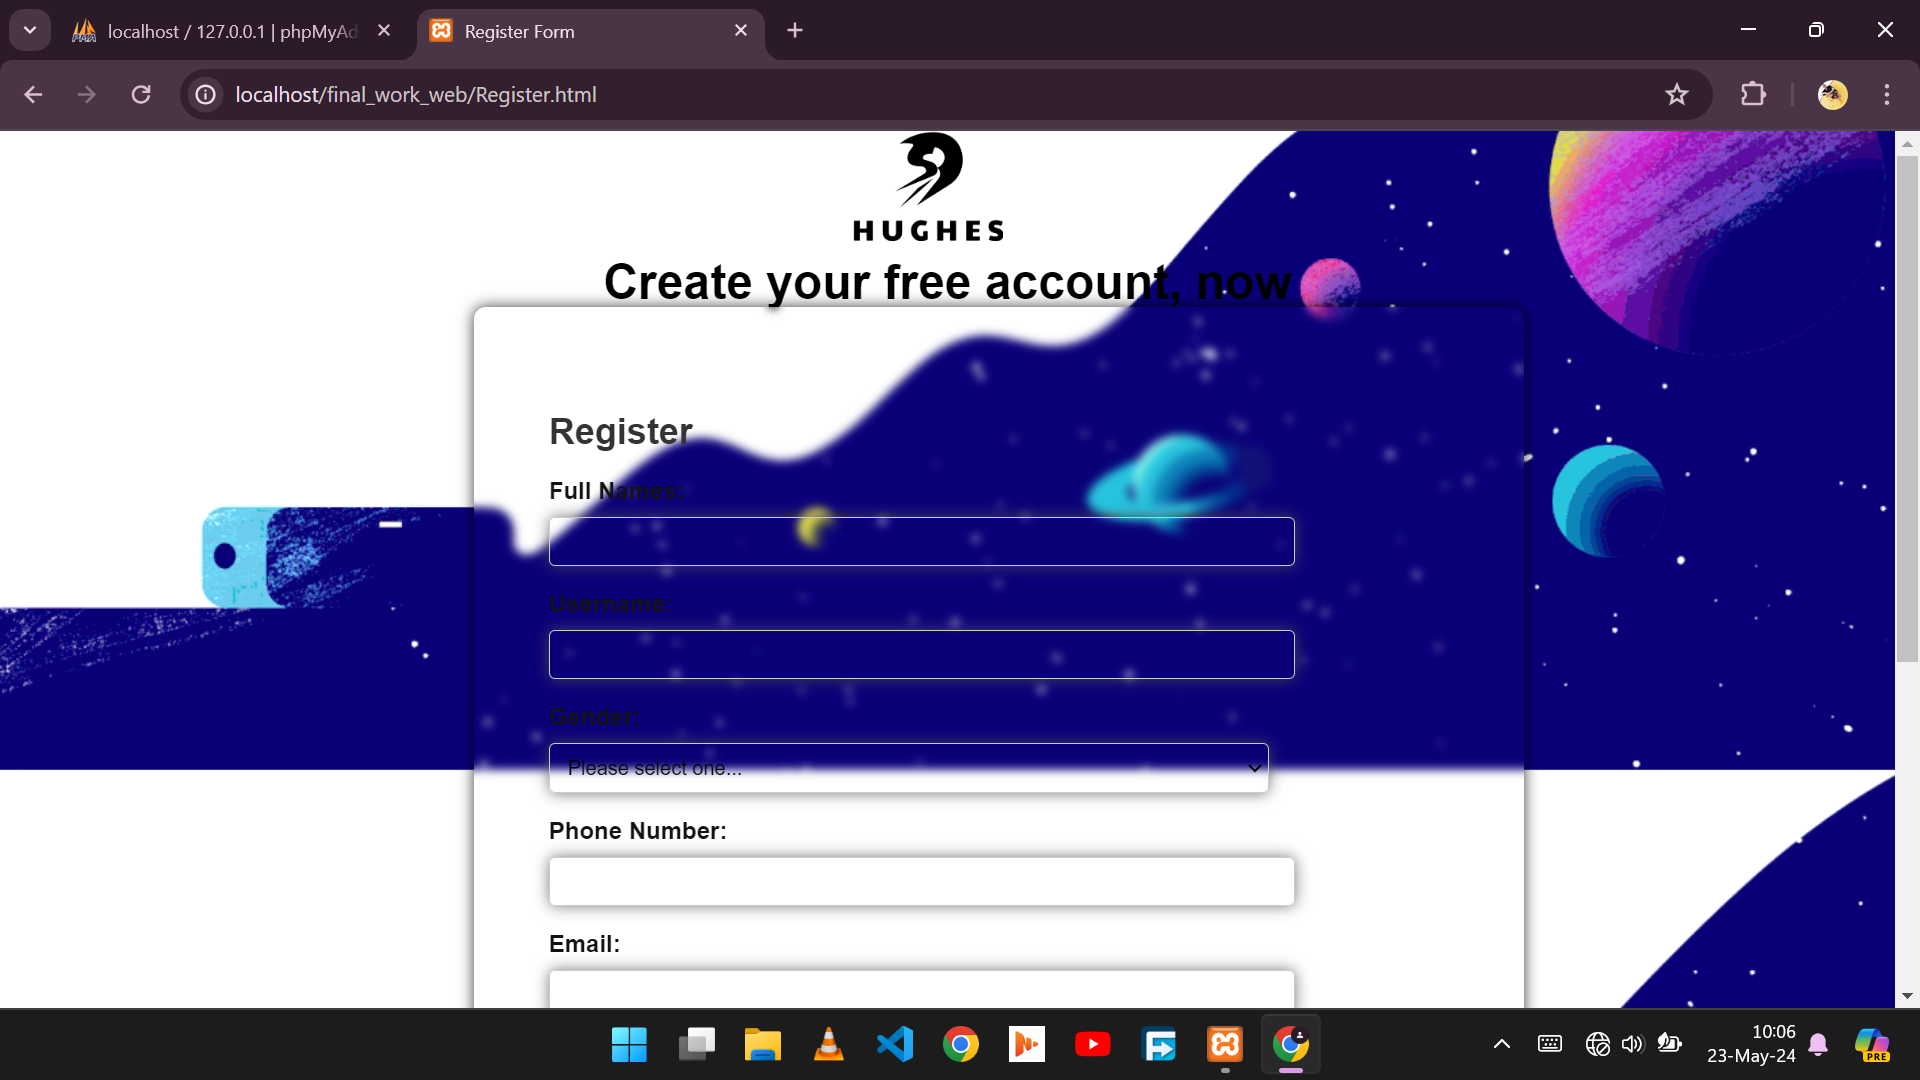 localhost / 127.0.0.1 | phpMyAd
Register Form
localhost/final_work_web/Register.html
HUGHES
Create your free account, now
Register
Full Names:
Username:
Gender:
Please select one...
Phone Number:
Email:
10:06
23-May-24
PRE